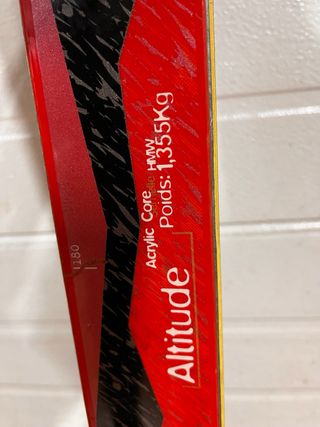 Acrylic Core
HMW
Poids: 1,355Kg
Altitude
180